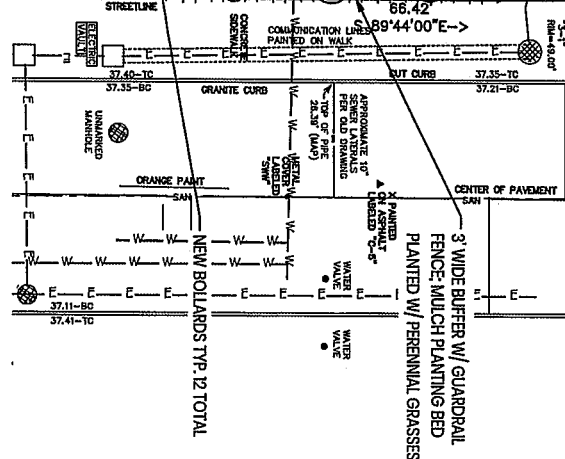 STREETLINE
66.42'
S 89°44'00"E->
"S-1"
RIM=49.00'
ELECTRIC
VAULT
CONCRETE
SIDEWALK
COMMUNICATION LINES
PAINTED ON WALK
E E E E E E E E
37.40-TC
37.35-BC
GRANITE CURB
CUT CURB
37.35-TC
37.21-BC
UNMARKED
MANHOLE
APPROXIMATE 10"
SEWER LATERALS
PER OLD DRAWING
TOP OF PIPE
26.39' (MAP)
METAL
COVER
LABELED
"SWW"
ORANGE PAINT
SAN
X PAINTED
ON ASPHALT
LABELED "C-5"
CENTER OF PAVEMENT
SAN
W W W W
W W W W W W
WATER
VALVE
E E E E E E E E
37.11-BC
37.41-TC
WATER
VALVE
NEW BOLLARDS TYP. 12 TOTAL
3' WIDE BUFFER W/ GUARDRAIL
FENCE; MULCH PLANTING BED
PLANTED W/ PERENNIAL GRASSES